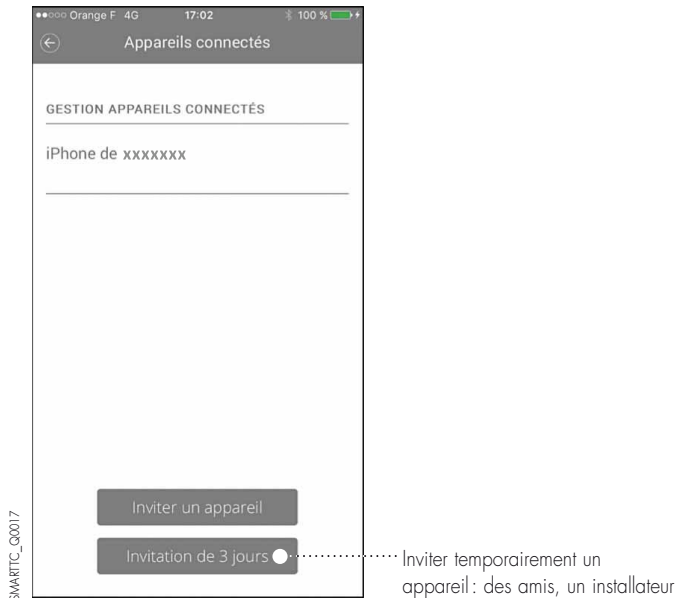 Orange F 4G 17:02 100 %
Appareils connectés
GESTION APPAREILS CONNECTÉS
iPhone de xxxxxxx
Inviter un appareil
Invitation de 3 jours
Inviter temporairement un
appareil : des amis, un installateur
SMARTTC_Q0017